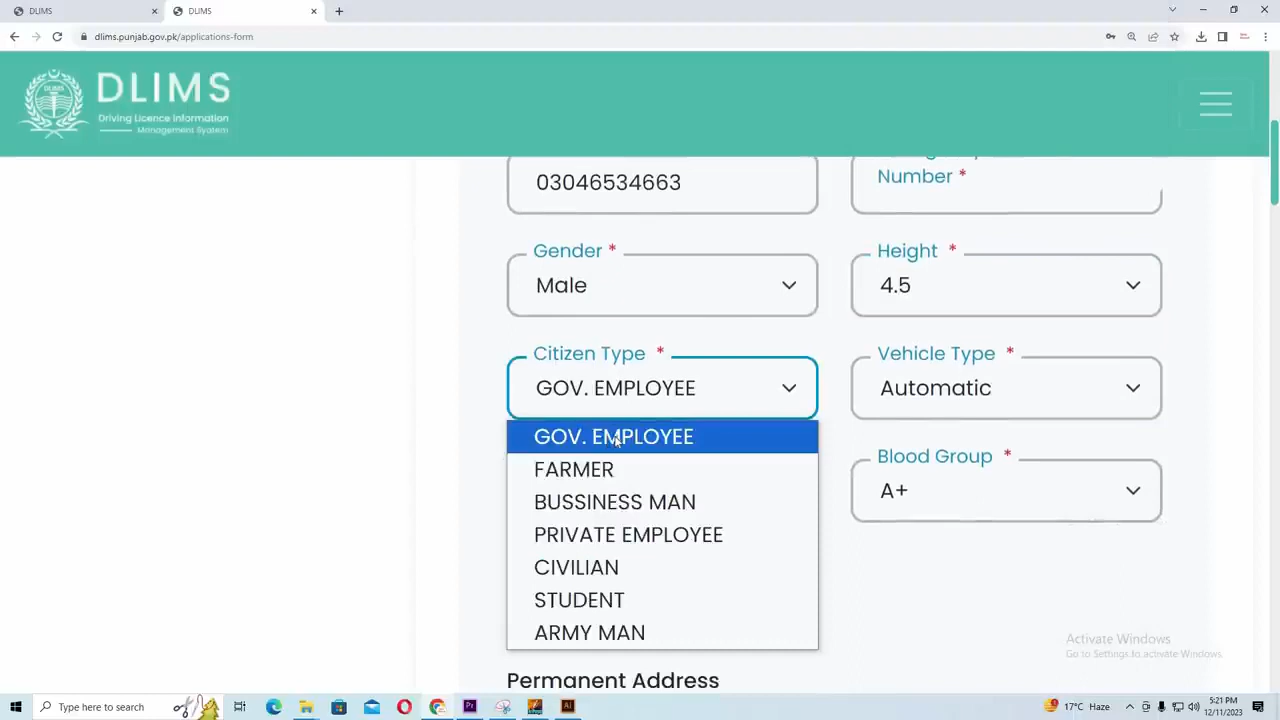 DLIMS
DLIMS
dlims.punjab.gov.pk/applications-form
DLIMS
Driving Licence Information
Management System
03046534663
Number *
Gender *
Male
Height *
4.5
Citizen Type *
GOV. EMPLOYEE
Vehicle Type *
Automatic
GOV. EMPLOYEE
FARMER
BUSSINESS MAN
PRIVATE EMPLOYEE
CIVILIAN
STUDENT
ARMY MAN
Blood Group *
A+
Activate Windows
Go to Settings to activate Windows.
Permanent Address
Type here to search
17°C Haze
5:21 PM
12/11/2023